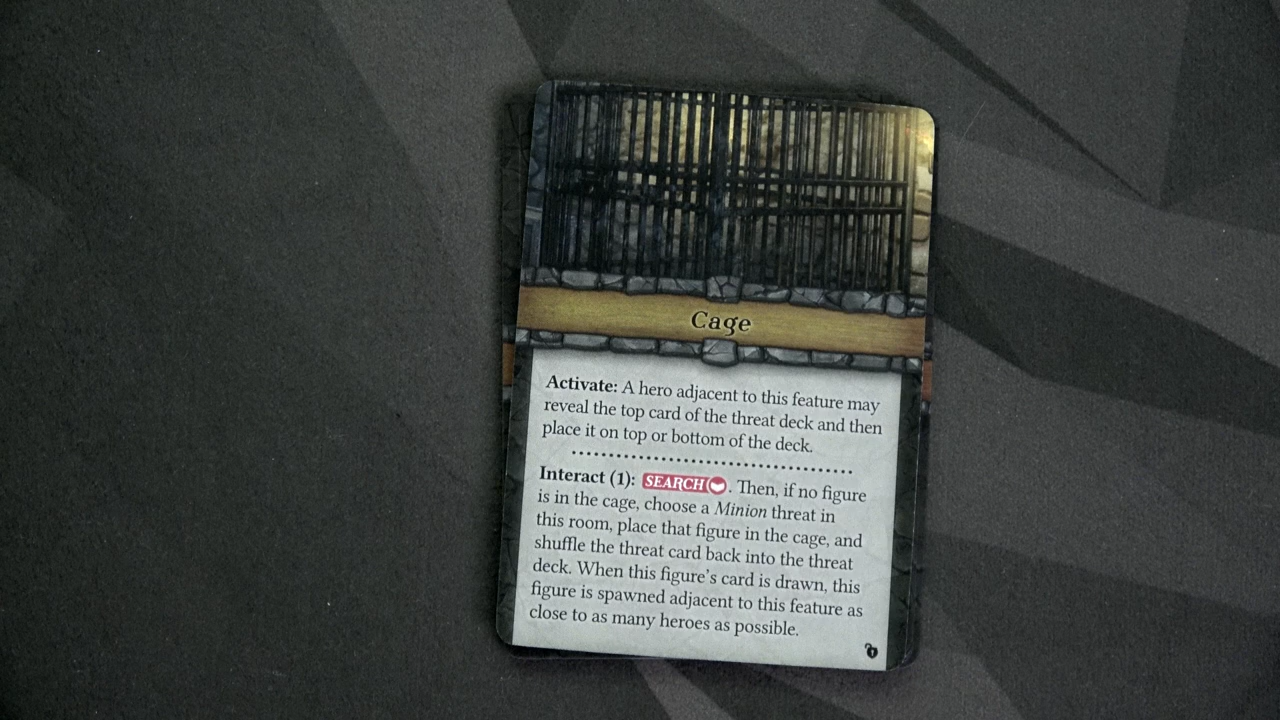 Cage
Activate: A hero adjacent to this feature may
reveal the top card of the threat deck and then
place it on top or bottom of the deck.
Interact (1): SEARCH. Then, if no figure
is in the cage, choose a Minion threat in
this room, place that figure in the cage, and
shuffle the threat card back into the threat
deck. When this figure's card is drawn, this
figure is spawned adjacent to this feature as
close to as many heroes as possible.